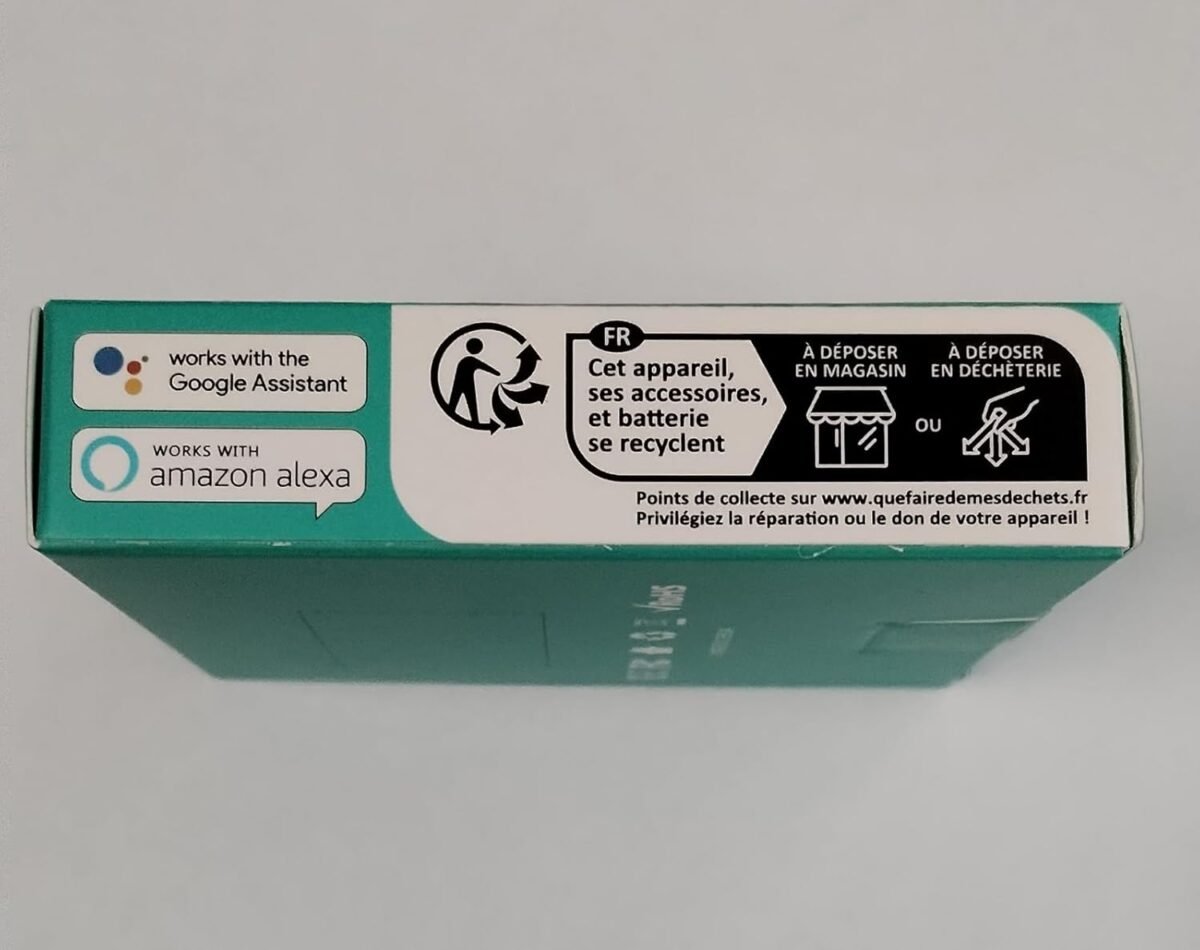 works with the
Google Assistant
WORKS WITH
amazon alexa
FR
Cet appareil,
ses accessoires,
et batterie
se recyclent
À DÉPOSER
EN MAGASIN
OU
À DÉPOSER
EN DÉCHÈTERIE
Points de collecte sur www.quefairedemesdechets.fr
Privilégiez la réparation ou le don de votre appareil !